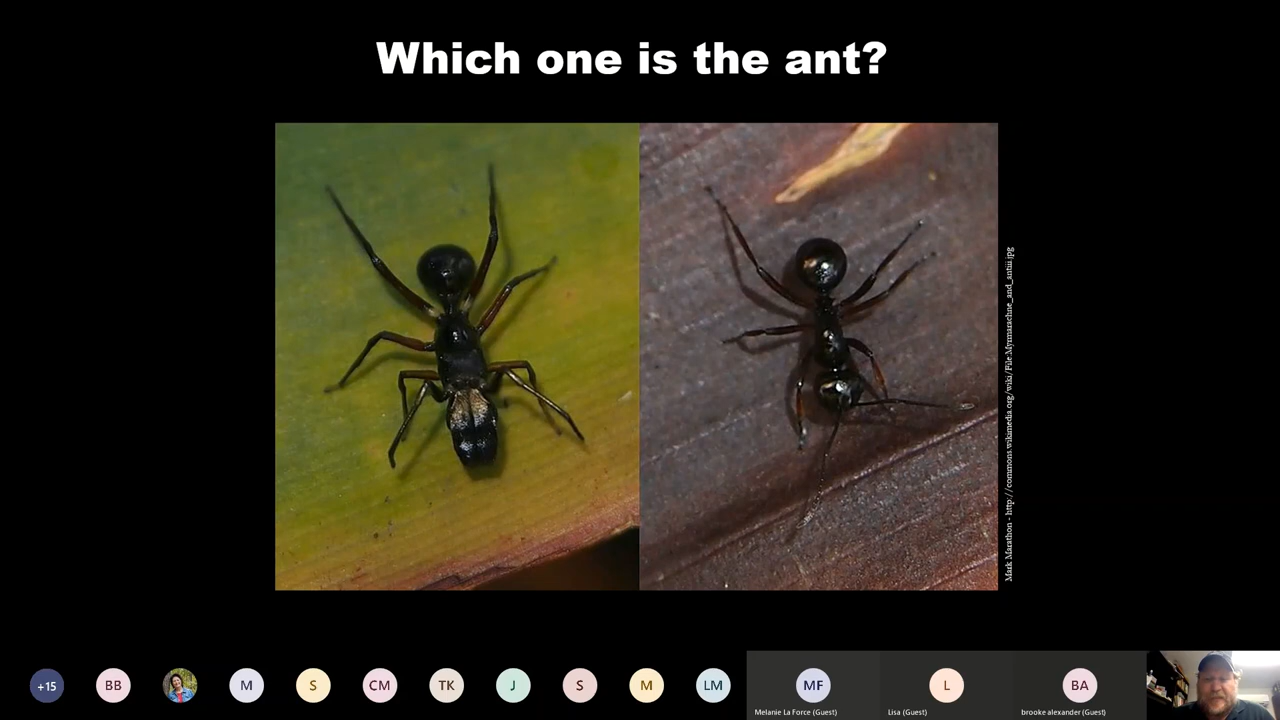 Which one is the ant?
Mark Marathon - http://commons.wikimedia.org/wiki/File:Myrmarachne_and_antiii.jpg
+15
BB
M
S
CM
TK
J
S
M
LM
MF
L
BA
Melanie La Force (Guest)
Lisa (Guest)
brooke alexander (Guest)